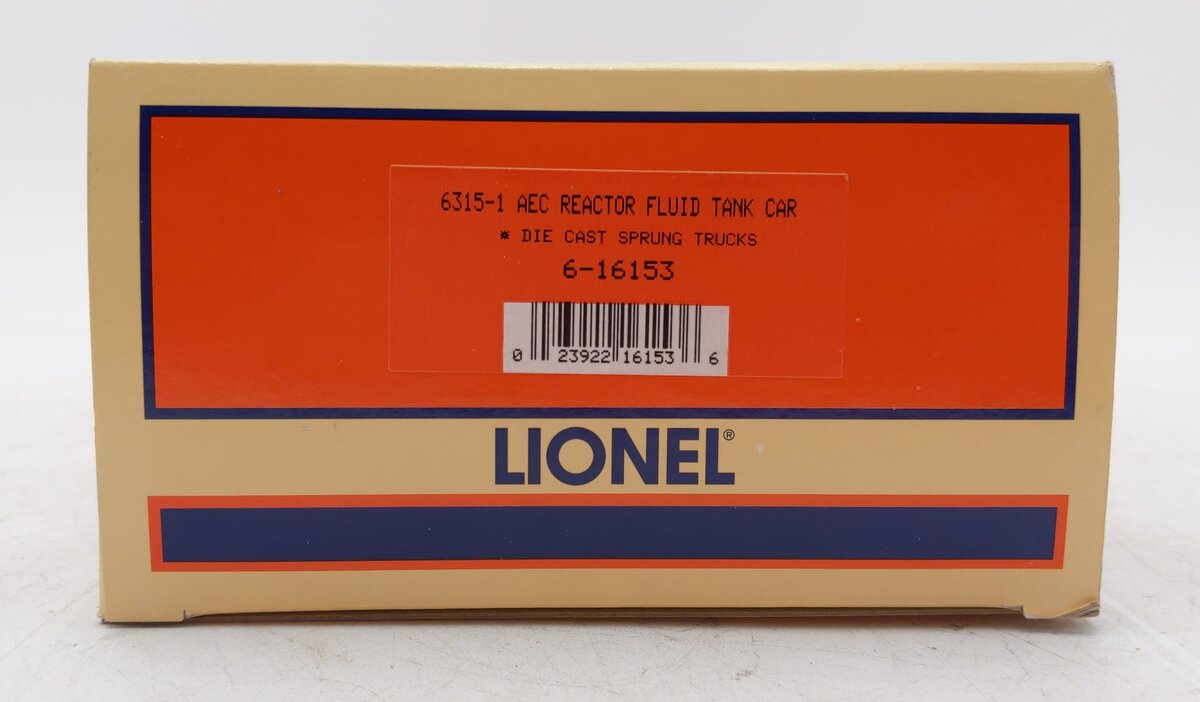 6315-1 AEC REACTOR FLUID TANK CAR
* DIE CAST SPRUNG TRUCKS
6-16153
0 23922 16153 6
LIONEL®